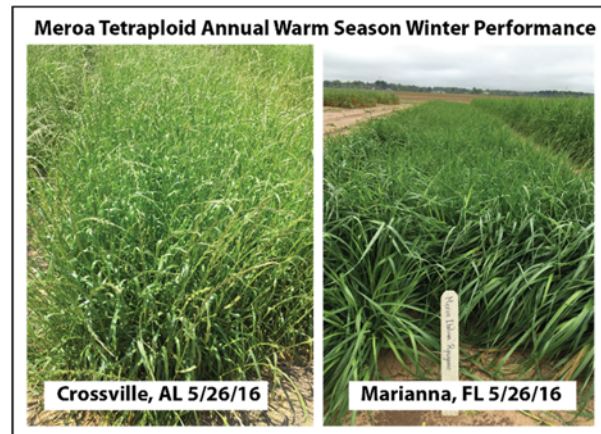 Meroa Tetraploid Annual Warm Season Winter Performance
Crossville, AL 5/26/16
Marianna, FL 5/26/16